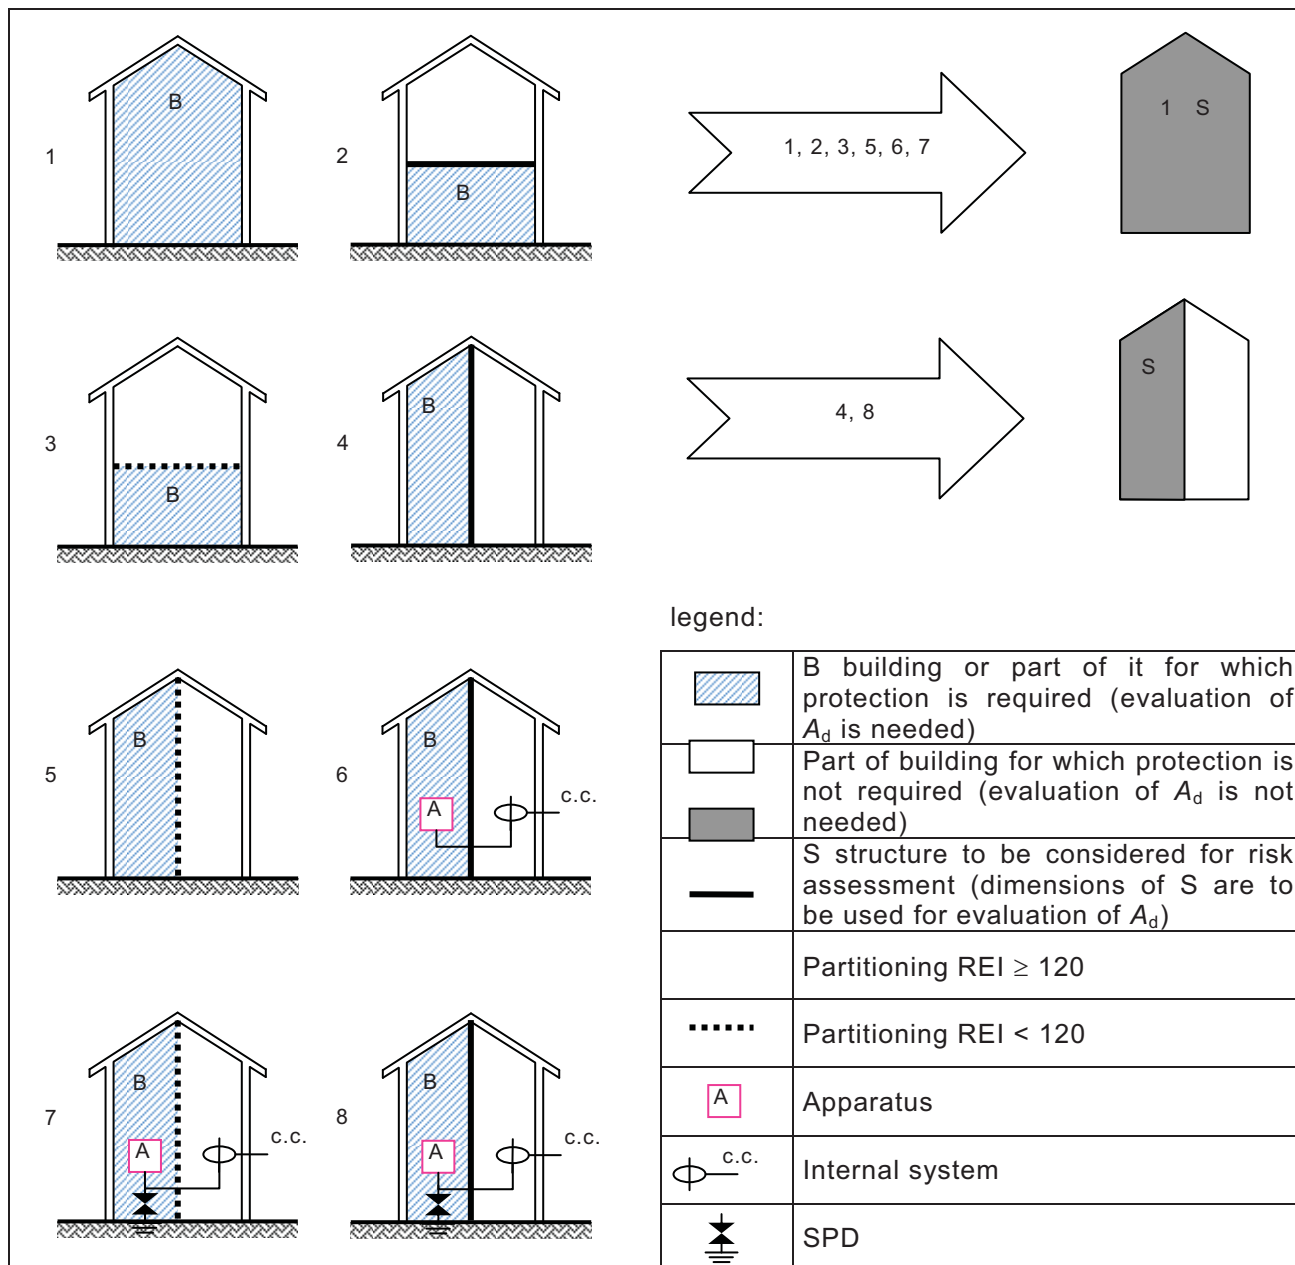 1
B
2
B
1, 2, 3, 5, 6, 7
1 S
3
B
4
B
4, 8
S
5
B
6
B
A
c.c.
7
B
A
c.c.
8
B
A
c.c.
legend:
B building or part of it for which
protection is required (evaluation of
Ad is needed)
Part of building for which protection is
not required (evaluation of Ad is not
needed)
S structure to be considered for risk
assessment (dimensions of S are to
be used for evaluation of Ad)
Partitioning REI ≥ 120
Partitioning REI < 120
A
Apparatus
c.c.
Internal system
SPD